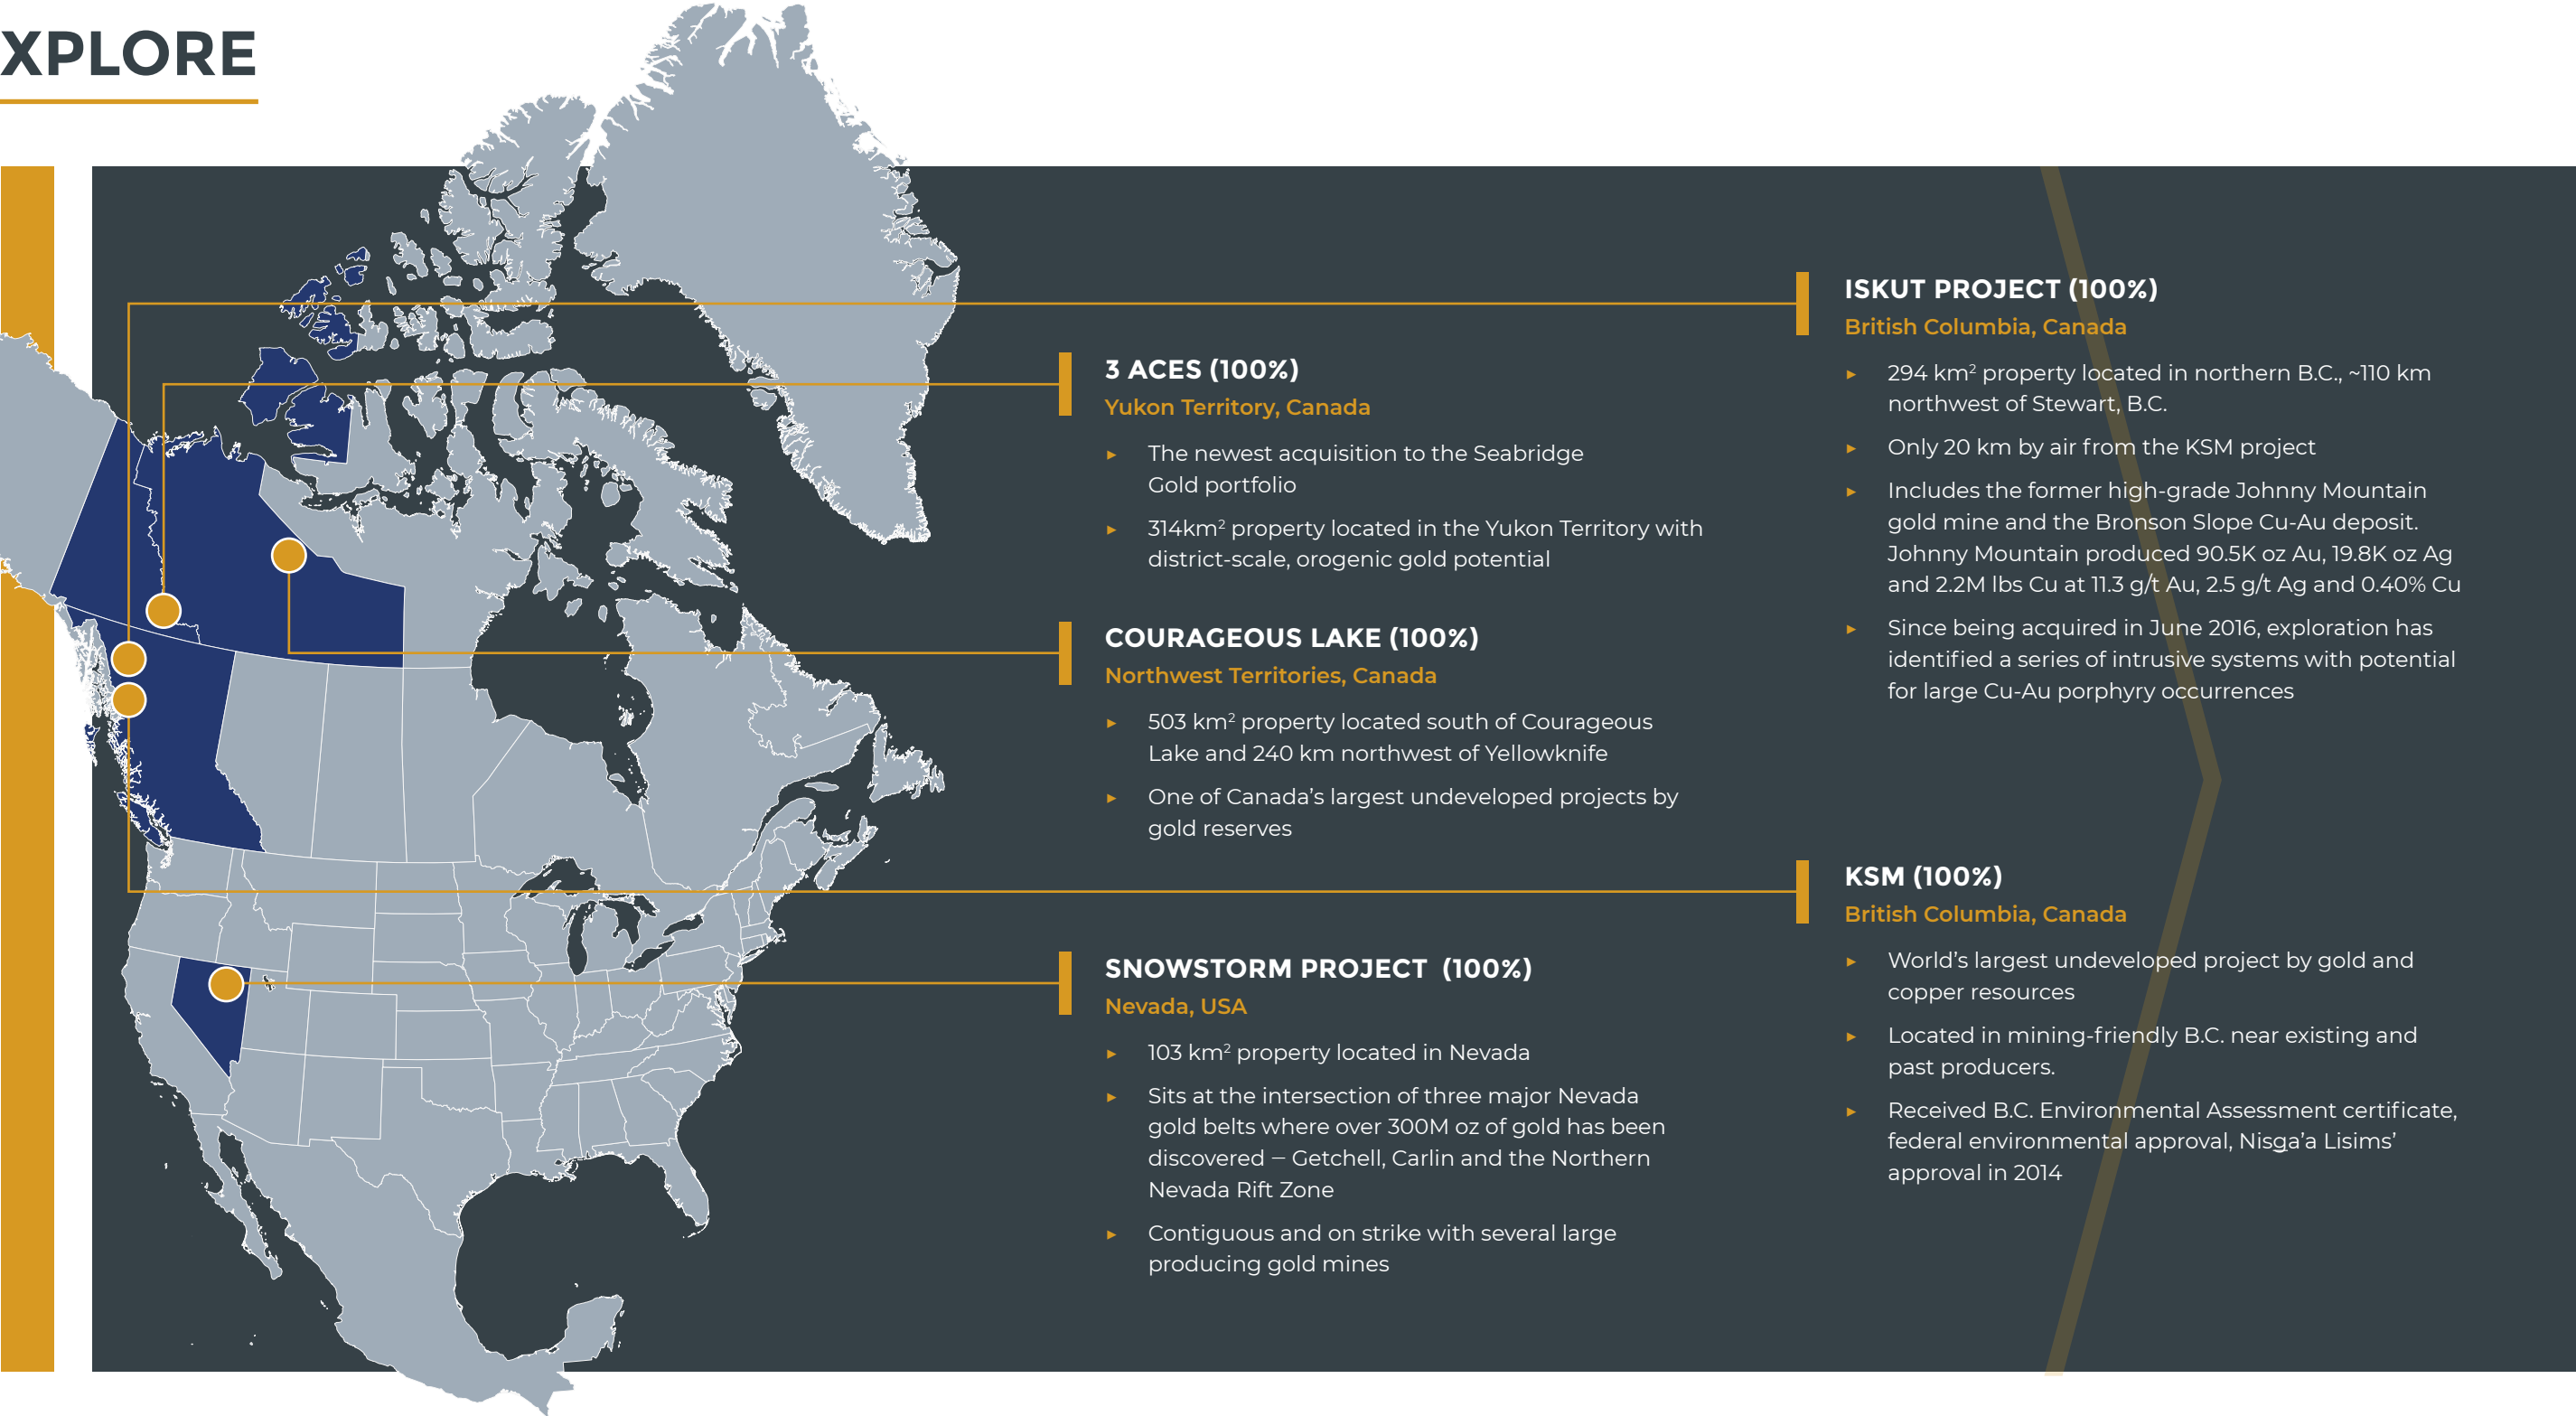 XPLORE
3 ACES (100%)
Yukon Territory, Canada
► The newest acquisition to the Seabridge
Gold portfolio
► 314km² property located in the Yukon Territory with
district-scale, orogenic gold potential
COURAGEOUS LAKE (100%)
Northwest Territories, Canada
► 503 km² property located south of Courageous
Lake and 240 km northwest of Yellowknife
► One of Canada’s largest undeveloped projects by
gold reserves
SNOWSTORM PROJECT (100%)
Nevada, USA
► 103 km² property located in Nevada
► Sits at the intersection of three major Nevada
gold belts where over 300M oz of gold has been
discovered – Getchell, Carlin and the Northern
Nevada Rift Zone
► Contiguous and on strike with several large
producing gold mines
ISKUT PROJECT (100%)
British Columbia, Canada
► 294 km² property located in northern B.C., ~110 km
northwest of Stewart, B.C.
► Only 20 km by air from the KSM project
► Includes the former high-grade Johnny Mountain
gold mine and the Bronson Slope Cu-Au deposit.
Johnny Mountain produced 90.5K oz Au, 19.8K oz Ag
and 2.2M lbs Cu at 11.3 g/t Au, 2.5 g/t Ag and 0.40% Cu
► Since being acquired in June 2016, exploration has
identified a series of intrusive systems with potential
for large Cu-Au porphyry occurrences
KSM (100%)
British Columbia, Canada
► World’s largest undeveloped project by gold and
copper resources
► Located in mining-friendly B.C. near existing and
past producers.
► Received B.C. Environmental Assessment certificate,
federal environmental approval, Nisg̲a’a Lisims’
approval in 2014